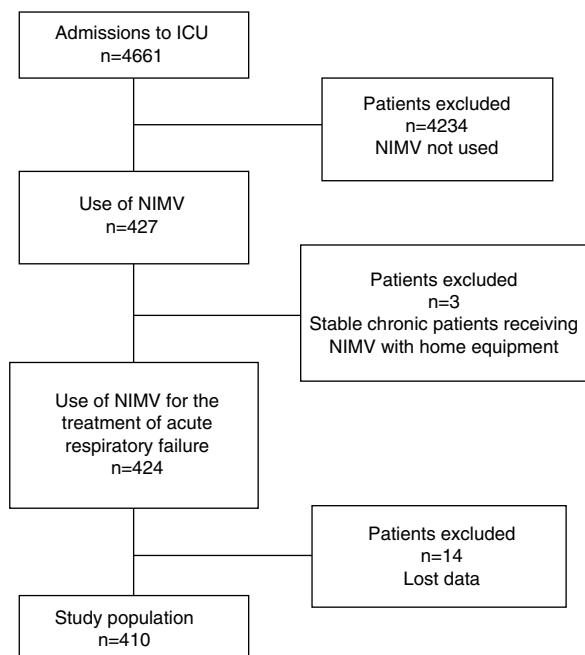 Admissions to ICU
n=4661
Patients excluded
n=4234
NIMV not used
Use of NIMV
n=427
Patients excluded
n=3
Stable chronic patients receiving
NIMV with home equipment
Use of NIMV for the
treatment of acute
respiratory failure
n=424
Patients excluded
n=14
Lost data
Study population
n=410